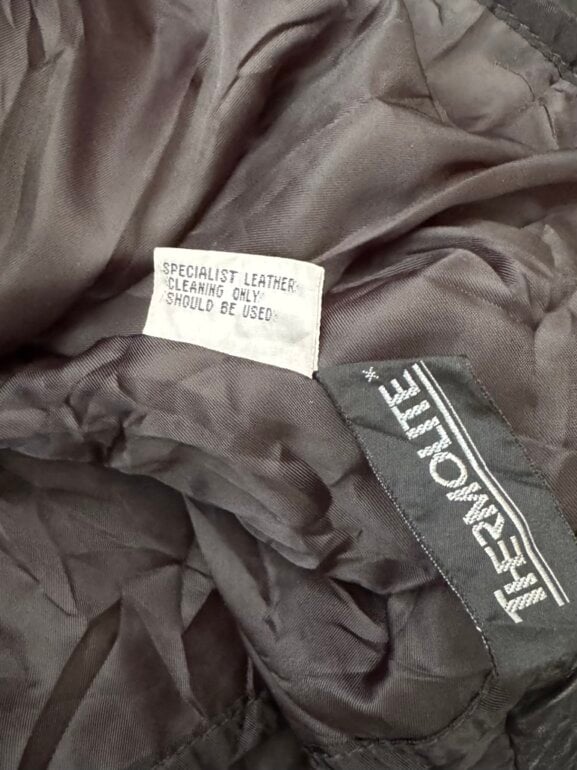 SPECIALIST LEATHER
CLEANING ONLY
SHOULD BE USED
THERMOLITE*